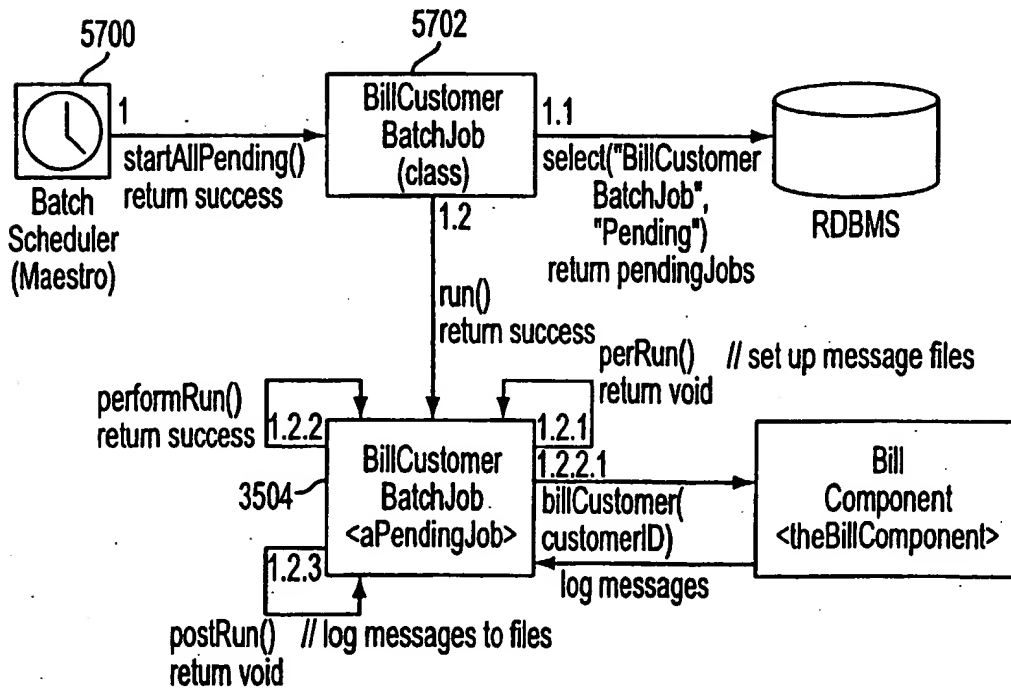 5700
5702
1
startAllPending()
return success
Batch
Scheduler
(Maestro)
BillCustomer
BatchJob
(class)
1.1
select("BillCustomer
BatchJob",
"Pending")
return pendingJobs
RDBMS
1.2
run()
return success
perRun() // set up message files
return void
performRun()
return success
1.2.2
1.2.1
3504
BillCustomer
BatchJob
<aPendingJob>
1.2.2.1
billCustomer(
customerID)
log messages
Bill
Component
<theBillComponent>
1.2.3
postRun() // log messages to files
return void